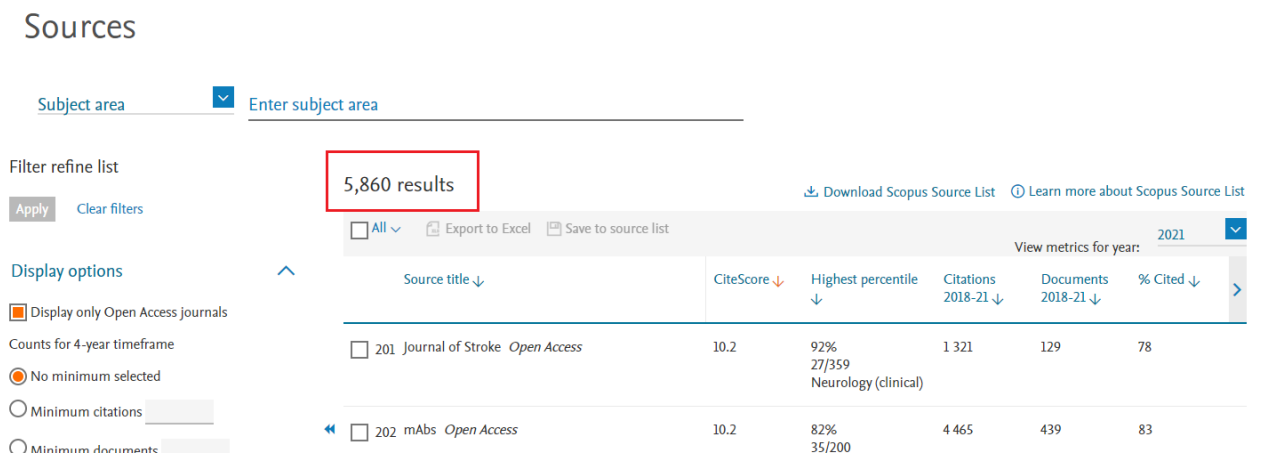 Sources
Subject area
Enter subject area
Filter refine list
Apply Clear filters
5,860 results
Download Scopus Source List Learn more about Scopus Source List
All Export to Excel Save to source list
View metrics for year: 2021
Display options
Display only Open Access journals
Counts for 4-year timeframe
No minimum selected
Minimum citations
Minimum documents
Source title CiteScore Highest percentile Citations 2018-21 Documents 2018-21 % Cited
201 Journal of Stroke Open Access 10.2 92% 1 321 129 78
27/359
Neurology (clinical)
202 mAbs Open Access 10.2 82% 4 465 439 83
35/200